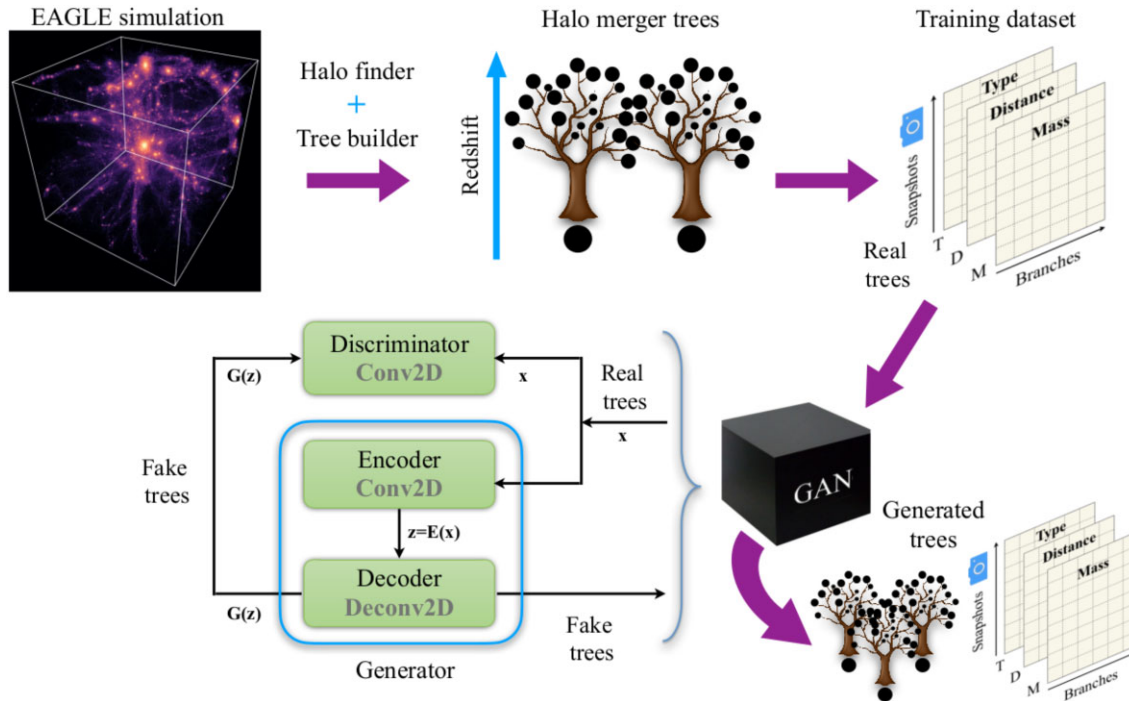 EAGLE simulation
Halo finder
+
Tree builder
Halo merger trees
Redshift
Training dataset
Type
Distance
Mass
Snapshots
T
D
M
Branches
Real
trees
Discriminator
Conv2D
G(z)
x
Real
trees
x
Encoder
Conv2D
Fake
trees
z=E(x)
Decoder
Deconv2D
G(z)
Fake
trees
Generator
GAN
Generated
trees
Type
Distance
Mass
Snapshots
T
D
M
Branches